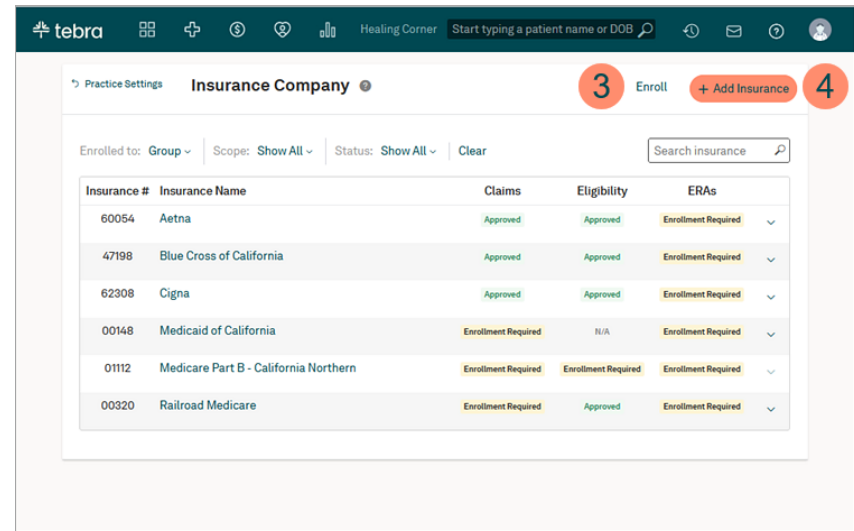 tebra Healing Corner Start typing a patient name or DOB
Practice Settings Insurance Company 3 Enroll + Add Insurance 4
Enrolled to: Group Scope: Show All Status: Show All Clear Search insurance
Insurance # Insurance Name Claims Eligibility ERAs
60054 Aetna Approved Approved Enrollment Required
47198 Blue Cross of California Approved Approved Enrollment Required
62308 Cigna Approved Approved Enrollment Required
00148 Medicaid of California Enrollment Required N/A Enrollment Required
01112 Medicare Part B - California Northern Enrollment Required Enrollment Required Enrollment Required
00320 Railroad Medicare Enrollment Required Approved Enrollment Required